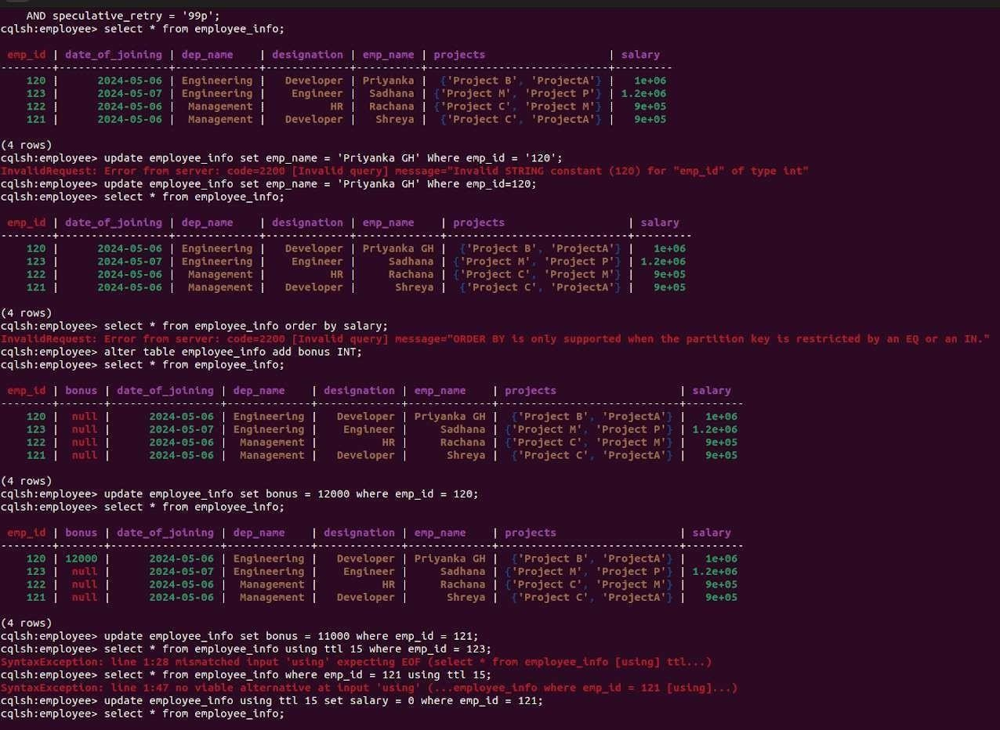 AND speculative_retry = '99p';
cqlsh:employee> select * from employee_info;
emp_id | date_of_joining | dep_name | designation | emp_name | projects | salary
--------+-----------------+-------------+-------------+----------+---------------------------+---------
120 | 2024-05-06 | Engineering | Developer | Priyanka | {'Project B', 'ProjectA'} | 1e+06
123 | 2024-05-07 | Engineering | Engineer | Sadhana | {'Project M', 'Project P'} | 1.2e+06
122 | 2024-05-06 | Management | HR | Rachana | {'Project C', 'Project M'} | 9e+05
121 | 2024-05-06 | Management | Developer | Shreya | {'Project C', 'ProjectA'} | 9e+05
(4 rows)
cqlsh:employee> update employee_info set emp_name = 'Priyanka GH' Where emp_id = '120';
InvalidRequest: Error from server: code=2200 [Invalid query] message="Invalid STRING constant (120) for "emp_id" of type int"
cqlsh:employee> update employee_info set emp_name = 'Priyanka GH' Where emp_id=120;
cqlsh:employee> select * from employee_info;
emp_id | date_of_joining | dep_name | designation | emp_name | projects | salary
--------+-----------------+-------------+-------------+-------------+---------------------------+---------
120 | 2024-05-06 | Engineering | Developer | Priyanka GH | {'Project B', 'ProjectA'} | 1e+06
123 | 2024-05-07 | Engineering | Engineer | Sadhana | {'Project M', 'Project P'} | 1.2e+06
122 | 2024-05-06 | Management | HR | Rachana | {'Project C', 'Project M'} | 9e+05
121 | 2024-05-06 | Management | Developer | Shreya | {'Project C', 'ProjectA'} | 9e+05
(4 rows)
cqlsh:employee> select * from employee_info order by salary;
InvalidRequest: Error from server: code=2200 [Invalid query] message="ORDER BY is only supported when the partition key is restricted by an EQ or an IN."
cqlsh:employee> alter table employee_info add bonus INT;
cqlsh:employee> select * from employee_info;
emp_id | bonus | date_of_joining | dep_name | designation | emp_name | projects | salary
--------+-------+-----------------+-------------+-------------+-------------+---------------------------+---------
120 | null | 2024-05-06 | Engineering | Developer | Priyanka GH | {'Project B', 'ProjectA'} | 1e+06
123 | null | 2024-05-07 | Engineering | Engineer | Sadhana | {'Project M', 'Project P'} | 1.2e+06
122 | null | 2024-05-06 | Management | HR | Rachana | {'Project C', 'Project M'} | 9e+05
121 | null | 2024-05-06 | Management | Developer | Shreya | {'Project C', 'ProjectA'} | 9e+05
(4 rows)
cqlsh:employee> update employee_info set bonus = 12000 where emp_id = 120;
cqlsh:employee> select * from employee_info;
emp_id | bonus | date_of_joining | dep_name | designation | emp_name | projects | salary
--------+-------+-----------------+-------------+-------------+-------------+---------------------------+---------
120 | 12000 | 2024-05-06 | Engineering | Developer | Priyanka GH | {'Project B', 'ProjectA'} | 1e+06
123 | null | 2024-05-07 | Engineering | Engineer | Sadhana | {'Project M', 'Project P'} | 1.2e+06
122 | null | 2024-05-06 | Management | HR | Rachana | {'Project C', 'Project M'} | 9e+05
121 | null | 2024-05-06 | Management | Developer | Shreya | {'Project C', 'ProjectA'} | 9e+05
(4 rows)
cqlsh:employee> update employee_info set bonus = 11000 where emp_id = 121;
cqlsh:employee> select * from employee_info using ttl 15 where emp_id = 123;
SyntaxException: line 1:28 mismatched input 'using' expecting EOF (select * from employee_info [using] ttl...)
cqlsh:employee> select * from employee_info where emp_id = 121 using ttl 15;
SyntaxException: line 1:47 no viable alternative at input 'using' (...employee_info where emp_id = 121 [using]...)
cqlsh:employee> update employee_info using ttl 15 set salary = 0 where emp_id = 121;
cqlsh:employee> select * from employee_info;